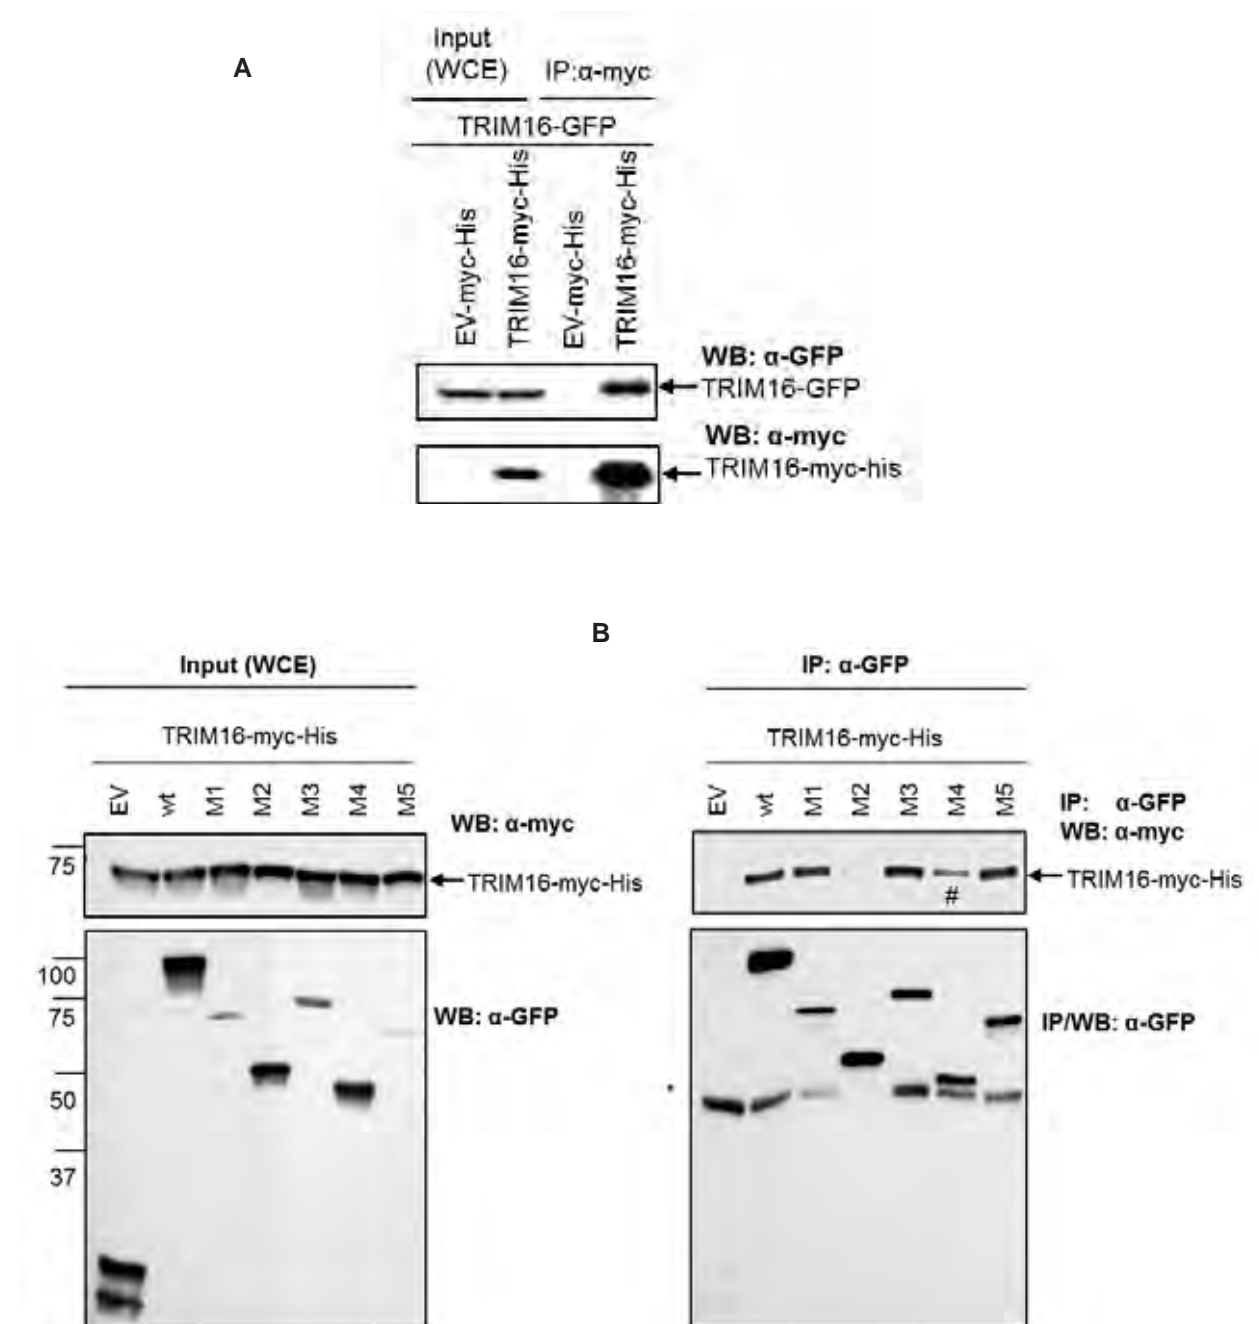 A
Input
(WCE)
IP:α-myc
TRIM16-GFP
EV-myc-His
TRIM16-myc-His
EV-myc-His
TRIM16-myc-His
WB: α-GFP
TRIM16-GFP
WB: α-myc
TRIM16-myc-his
B
Input (WCE)
TRIM16-myc-His
EV wt M1 M2 M3 M4 M5
WB: α-myc
75
TRIM16-myc-His
100
75
WB: α-GFP
50
37
IP: α-GFP
TRIM16-myc-His
EV wt M1 M2 M3 M4 M5
IP: α-GFP
WB: α-myc
TRIM16-myc-His
#
IP/WB: α-GFP